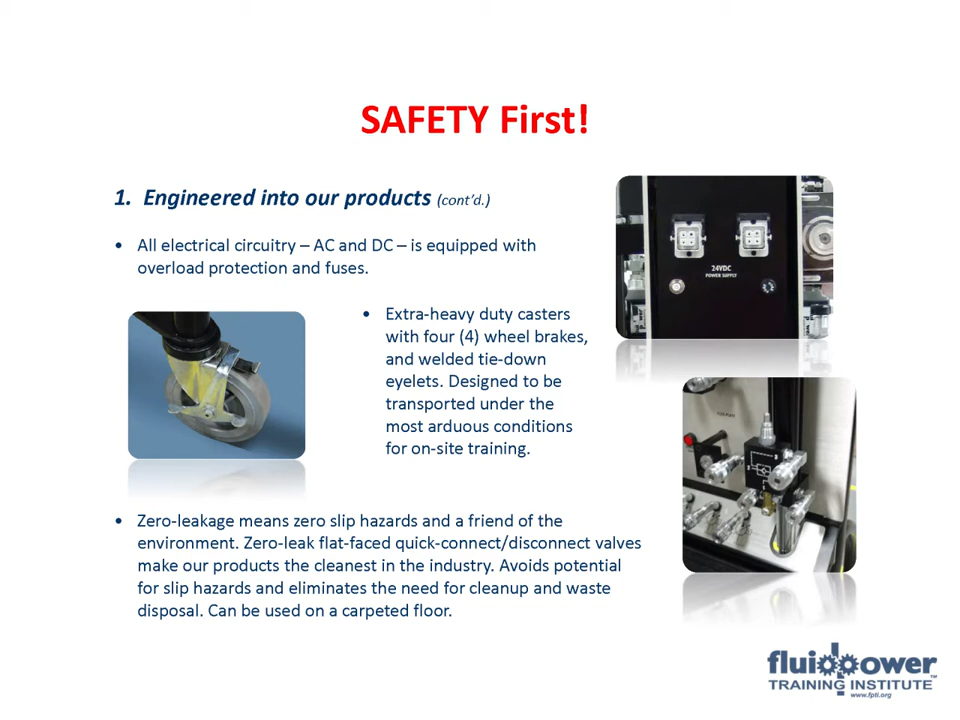 SAFETY First!
1. Engineered into our products (cont’d.)
• All electrical circuitry – AC and DC – is equipped with
overload protection and fuses.
24VDC
POWER SUPPLY
• Extra-heavy duty casters
with four (4) wheel brakes,
and welded tie-down
eyelets. Designed to be
transported under the
most arduous conditions
for on-site training.
• Zero-leakage means zero slip hazards and a friend of the
environment. Zero-leak flat-faced quick-connect/disconnect valves
make our products the cleanest in the industry. Avoids potential
for slip hazards and eliminates the need for cleanup and waste
disposal. Can be used on a carpeted floor.
fluidpower
TRAINING INSTITUTE™
www.fpti.org